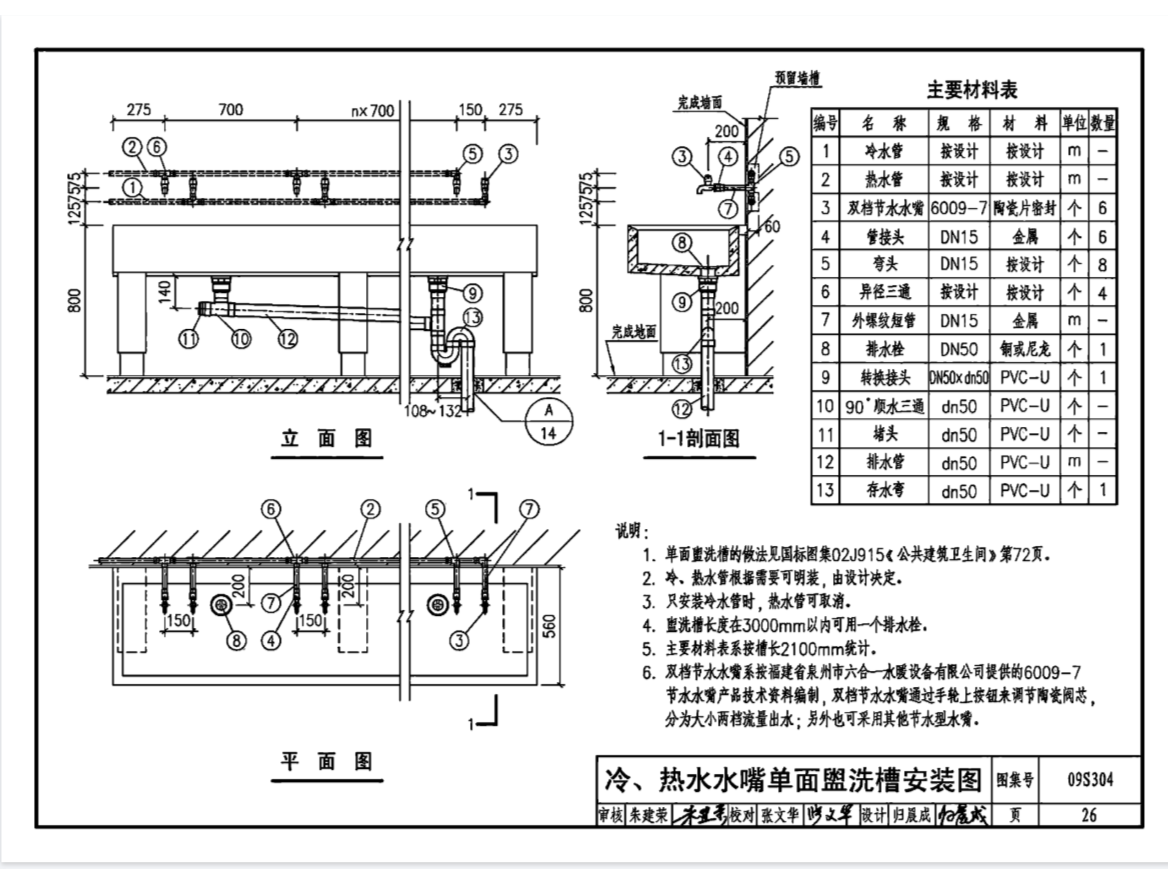 预留墙槽
完成墙面
275 700 n×700 150 275
② ⑥ ⑤ ③
①
75
75
125
800
140
⑨
⑬
⑪ ⑩ ⑫
108~132
A
14
立 面 图
200
③ ④ ⑤
⑦
75
75
125
60
⑧
⑨
200
800
完成地面
⑬
⑫
1-1剖面图
主要材料表
编号 名 称 规 格 材 料 单位 数量
1 冷水管 按设计 按设计 m —
2 热水管 按设计 按设计 m —
3 双档节水水嘴 6009-7 陶瓷片密封 个 6
4 管接头 DN15 金属 个 6
5 弯头 DN15 按设计 个 8
6 异径三通 按设计 按设计 个 4
7 外螺纹短管 DN15 金属 m —
8 排水栓 DN50 铜或尼龙 个 1
9 转换接头 DN50×dn50 PVC-U 个 1
10 90°顺水三通 dn50 PVC-U 个 —
11 堵头 dn50 PVC-U 个 —
12 排水管 dn50 PVC-U m —
13 存水弯 dn50 PVC-U 个 1
1
⑥ ② ⑤ ⑦
200 200
⑦
150 150
⑧ ④ ③
560
1
平 面 图
说明：
1. 单面盥洗槽的做法见国标图集02J915《公共建筑卫生间》第72页。
2. 冷、热水管根据需要可明装，由设计决定。
3. 只安装冷水管时，热水管可取消。
4. 盥洗槽长度在3000mm以内可用一个排水栓。
5. 主要材料表系按槽长2100mm统计。
6. 双档节水水嘴系按福建省泉州市六合一水暖设备有限公司提供的6009-7
节水水嘴产品技术资料编制，双档节水水嘴通过手轮上按钮来调节陶瓷阀芯，
分为大小两档流量出水；另外也可采用其他节水型水嘴。
冷、热水水嘴单面盥洗槽安装图 图集号 09S304
审核 朱建荣 校对 张文华 设计 归晨成 页 26